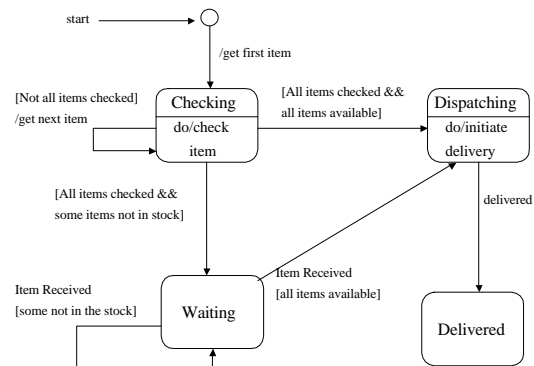 start
/get first item
[Not all items checked]
/get next item
Checking
do/check
item
[All items checked &&
all items available]
Dispatching
do/initiate
delivery
[All items checked &&
some items not in stock]
delivered
Item Received
[all items available]
Item Received
[some not in the stock]
Waiting
Delivered